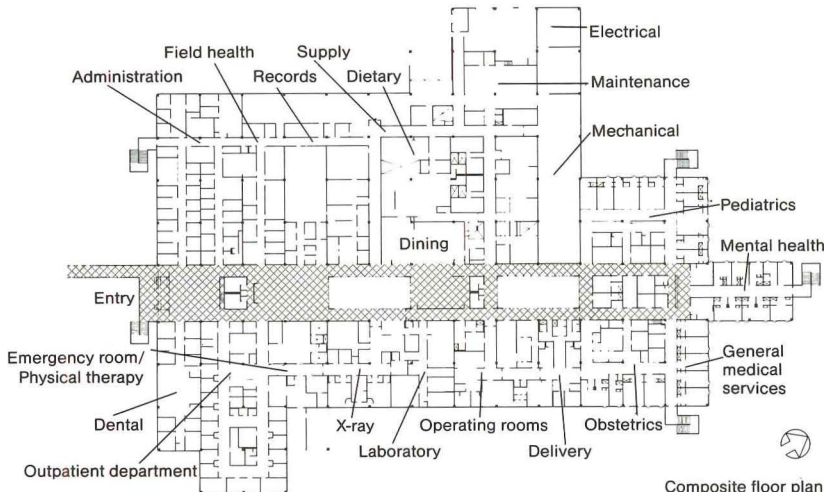 Electrical
Field health
Supply
Administration
Records
Dietary
Maintenance
Mechanical
Pediatrics
Dining
Mental health
Entry
Emergency room/
Physical therapy
General
medical
services
Dental
X-ray
Operating rooms
Obstetrics
Laboratory
Delivery
Outpatient department
Composite floor plan